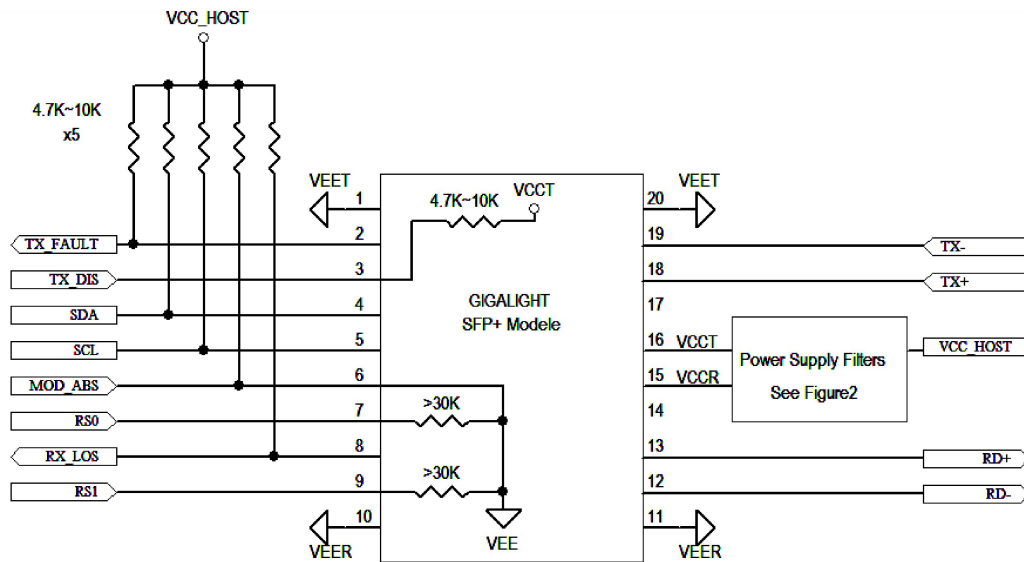 VCC_HOST
4.7K~10K
x5
VEET
1
4.7K~10K
VCCT
20
VEET
TX_FAULT
2
19
TX-
TX_DIS
3
18
TX+
SDA
4
GIGALIGHT
SFP+ Modele
17
SCL
5
16
VCCT
Power Supply Filters
See Figure2
VCC_HOST
MOD_ABS
6
15
VCCR
RS0
7
>30K
14
RX_LOS
8
13
RD+
RS1
9
>30K
12
RD-
10
VEER
VEE
11
VEER